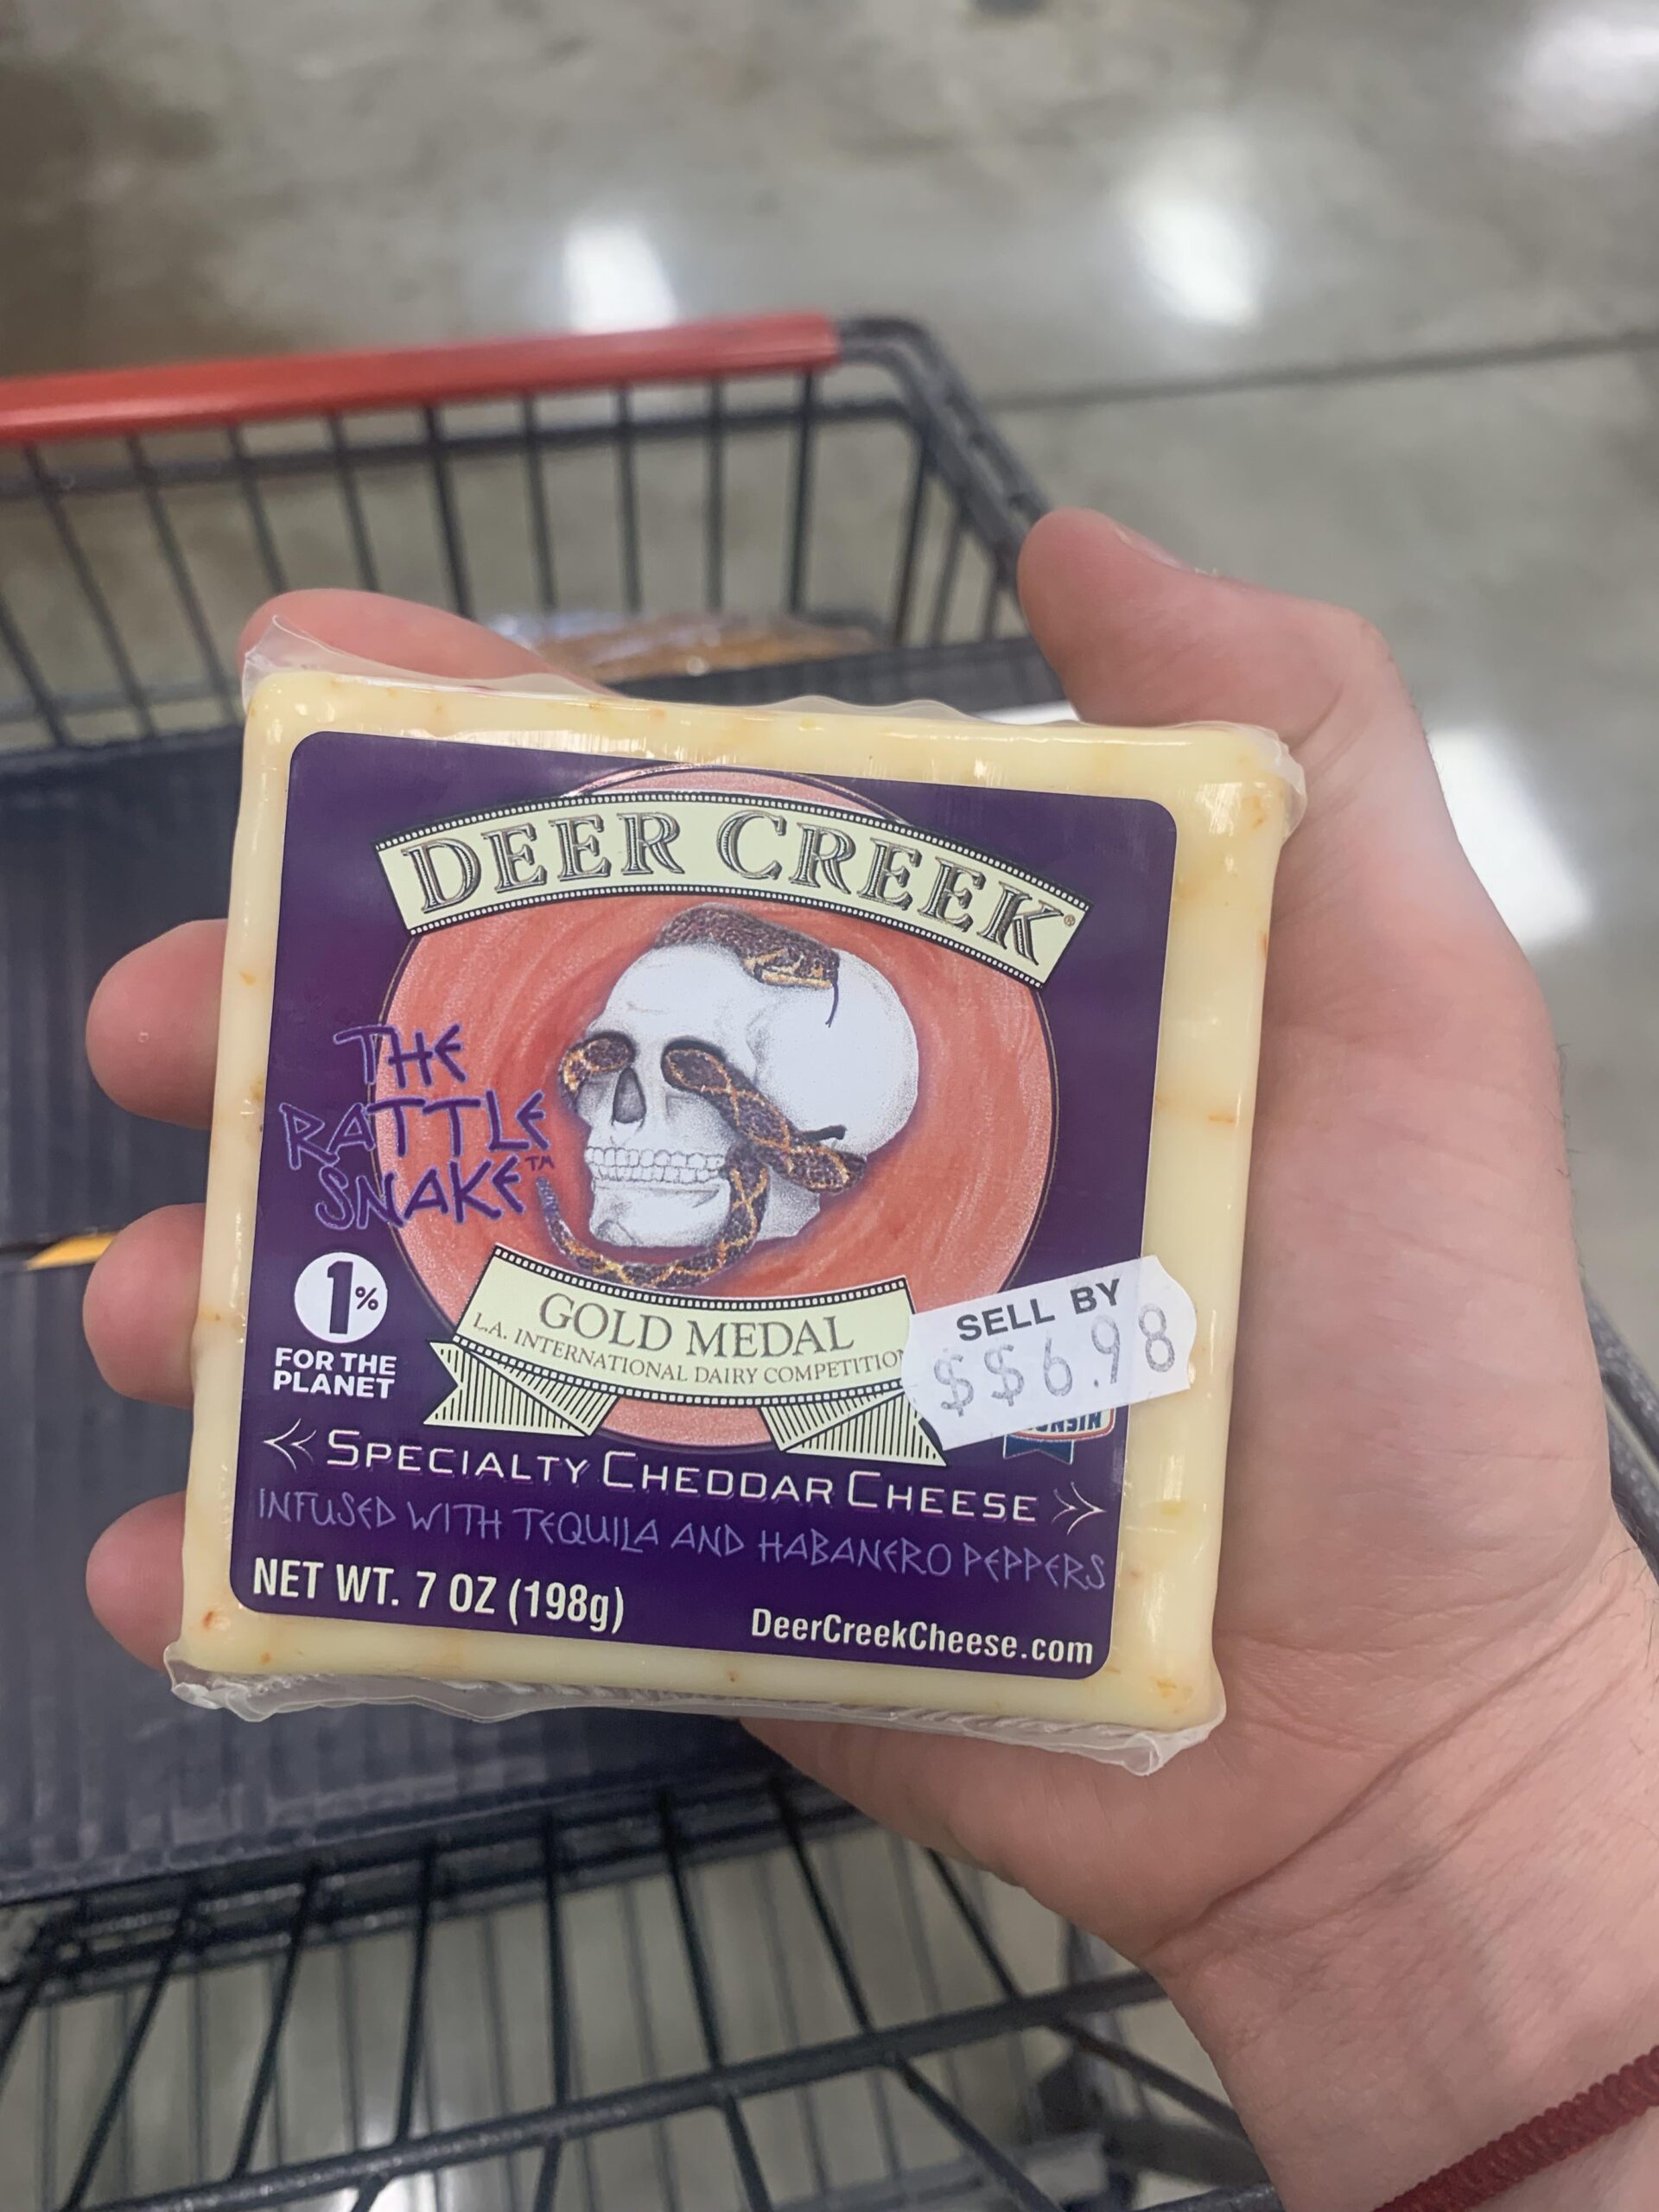 DEER CREEK®
THE
RATTLE
SNAKE™
1%
FOR THE
PLANET
GOLD MEDAL
L.A. INTERNATIONAL DAIRY COMPETITION
SELL BY
$$6.98
SPECIALTY CHEDDAR CHEESE
INFUSED WITH TEQUILA AND HABANERO PEPPERS
NET WT. 7 OZ (198g)
DeerCreekCheese.com